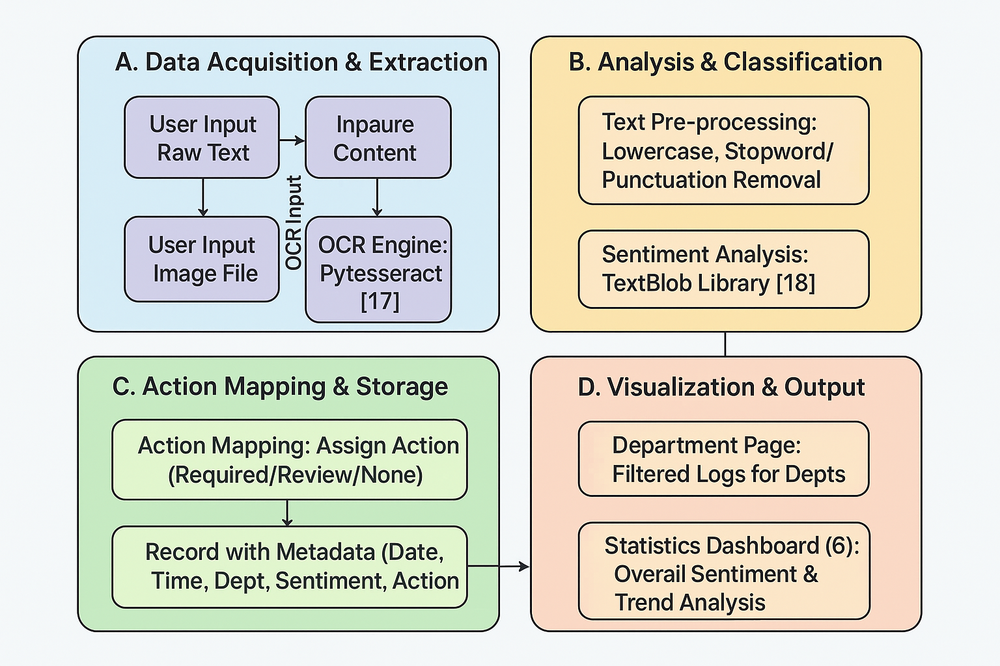 A. Data Acquisition & Extraction
User Input
Raw Text
Inpaure
Content
OCR Input
User Input
Image File
OCR Engine:
Pytesseract
[17]
B. Analysis & Classification
Text Pre-processing:
Lowercase, Stopword/
Punctuation Removal
Sentiment Analysis:
TextBlob Library [18]
C. Action Mapping & Storage
Action Mapping: Assign Action
(Required/Review/None)
Record with Metadata (Date,
Time, Dept, Sentiment, Action
D. Visualization & Output
Department Page:
Filtered Logs for Depts
Statistics Dashboard (6):
Overail Sentiment &
Trend Analysis